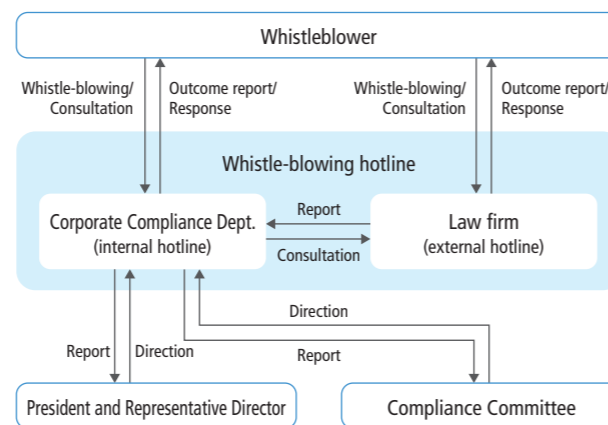 Whistleblower
Whistle-blowing/
Consultation
Outcome report/
Response
Whistle-blowing/
Consultation
Outcome report/
Response
Whistle-blowing hotline
Corporate Compliance Dept.
(internal hotline)
Report
Consultation
Law firm
(external hotline)
Direction
Report
Direction
Report
President and Representative Director
Compliance Committee